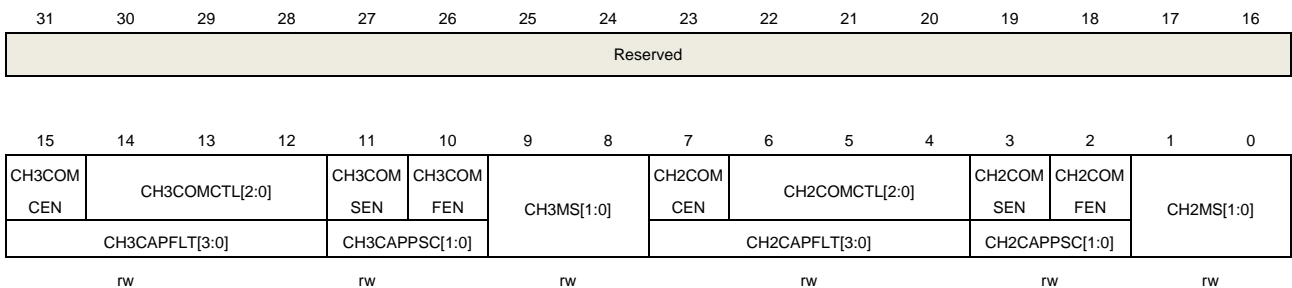 31 30 29 28 27 26 25 24 23 22 21 20 19 18 17 16
Reserved
15 14 13 12 11 10 9 8 7 6 5 4 3 2 1 0
CH3COM CEN CH3COMCTL[2:0] CH3COM SEN CH3COM FEN CH3MS[1:0] CH2COM CEN CH2COMCTL[2:0] CH2COM SEN CH2COM FEN CH2MS[1:0]
CH3CAPFLT[3:0] CH3CAPPSC[1:0] CH2CAPFLT[3:0] CH2CAPPSC[1:0]
rw rw rw rw rw rw